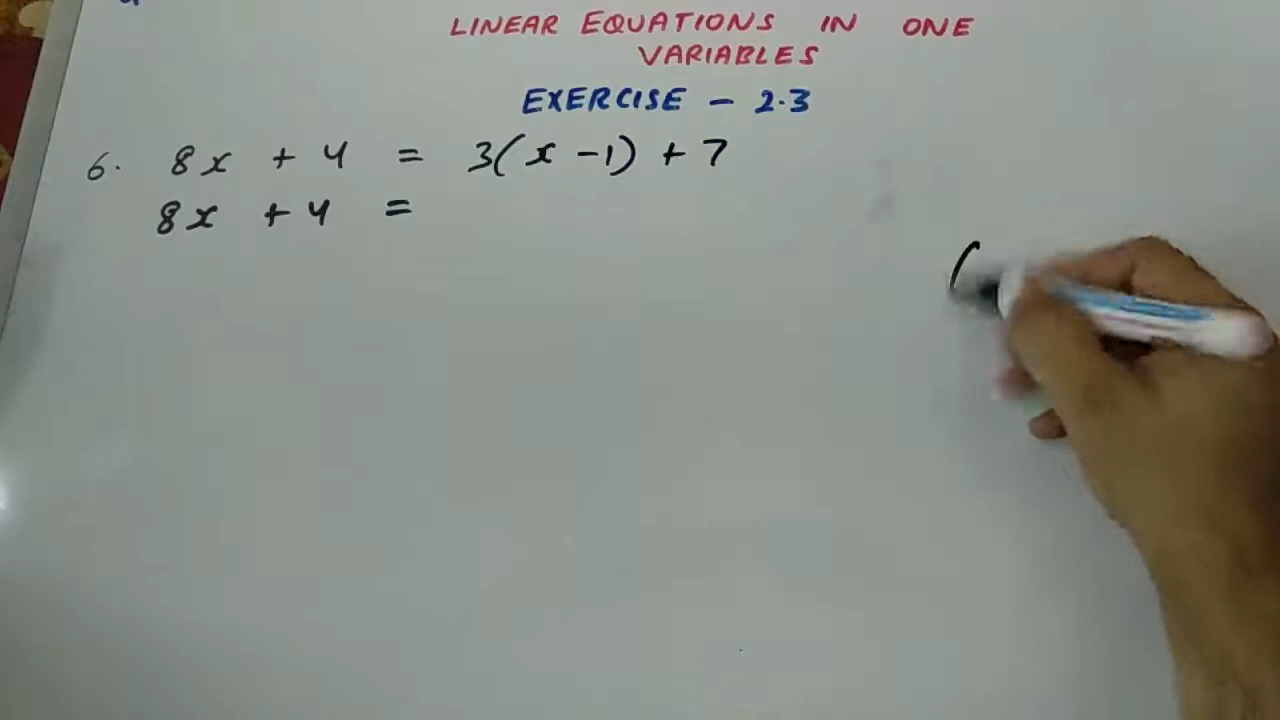 LINEAR EQUATIONS IN ONE
VARIABLES
EXERCISE - 2.3
6. 8x + 4 = 3(x - 1) + 7
8x + 4 =
(